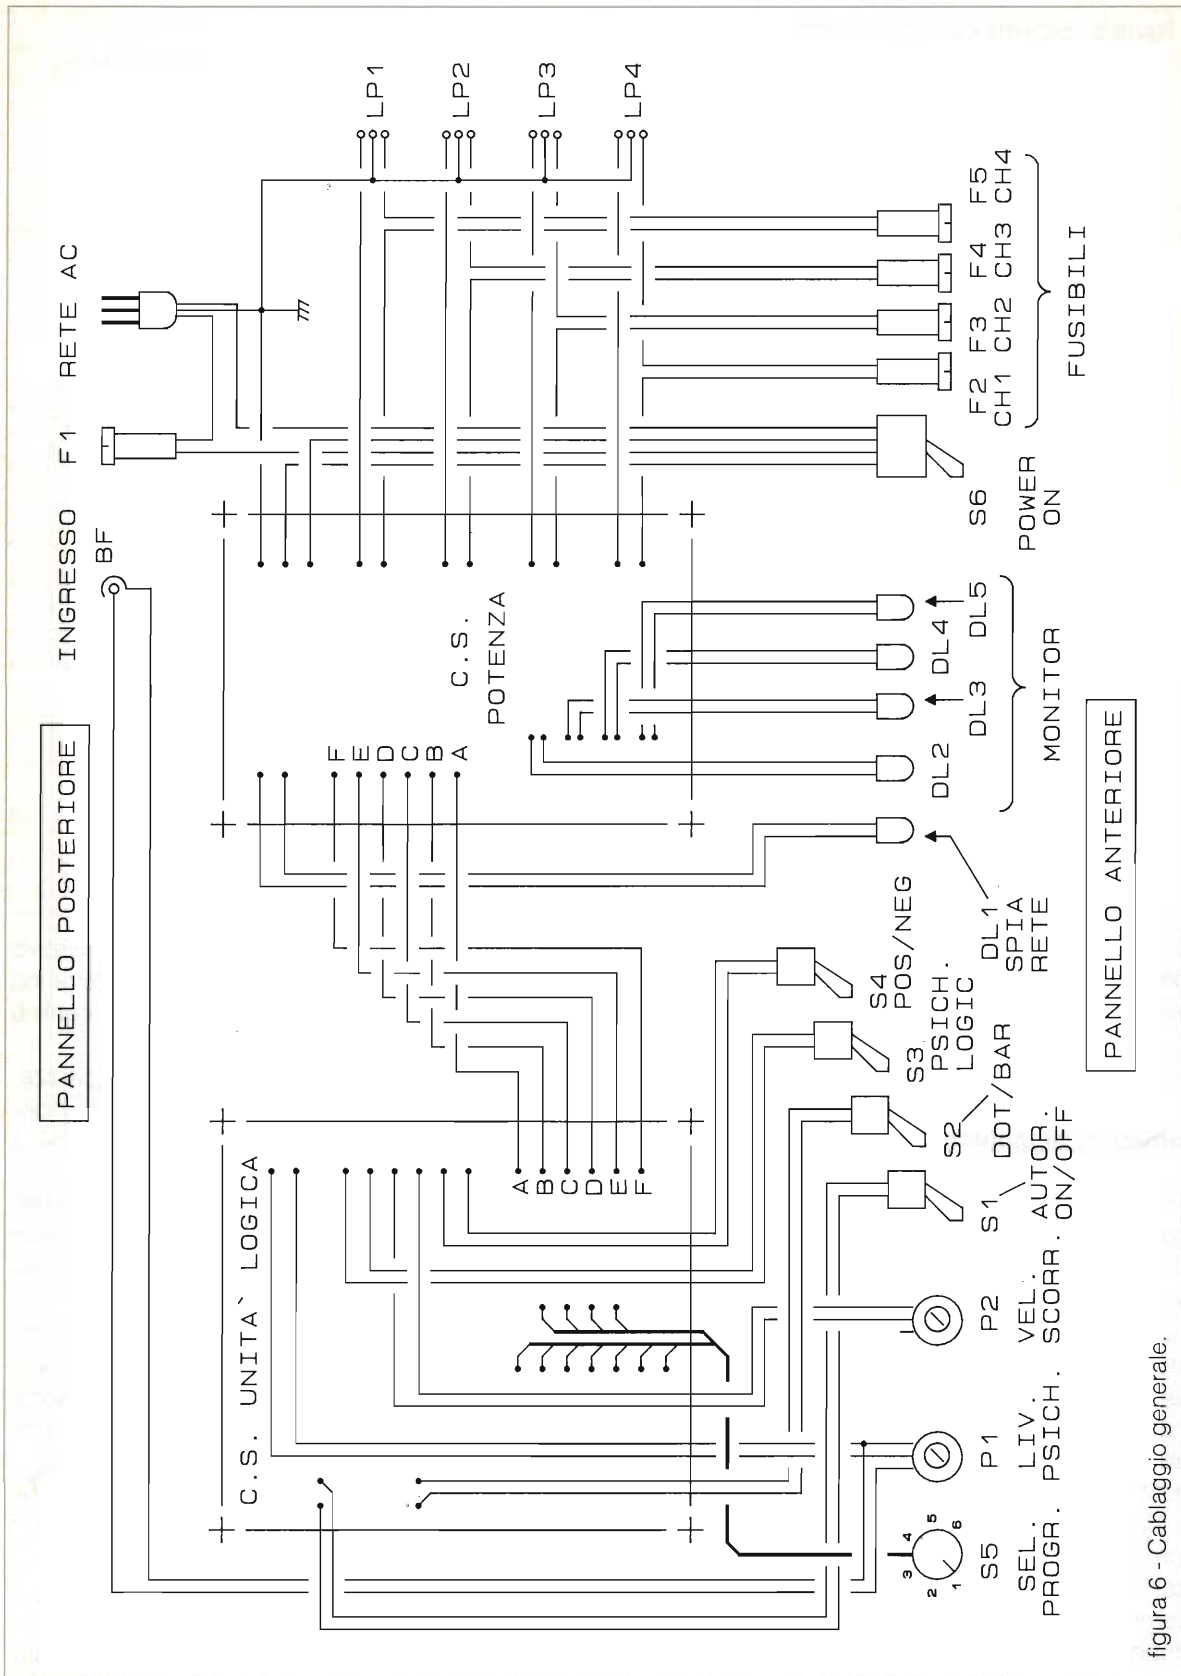 PANNELLO POSTERIORE
INGRESSO
BF
F1
RETE AC
C.S. UNITA` LOGICA
A
B
C
D
E
F
F
E
D
C
B
A
C.S.
POTENZA
LP1
LP2
LP3
LP4
3
4
5
2
1
6
S5
SEL.
PROGR.
P1
LIV.
PSICH.
P2
VEL.
SCORR.
S1
AUTOR.
ON/OFF
S2
DOT/BAR
S3
PSICH.
LOGIC
S4
POS/NEG
DL1
SPIA
RETE
DL2
DL3
DL4
DL5
MONITOR
S6
POWER
ON
F2
CH1
F3
CH2
F4
CH3
F5
CH4
FUSIBILI
PANNELLO ANTERIORE
figura 6 - Cablaggio generale.